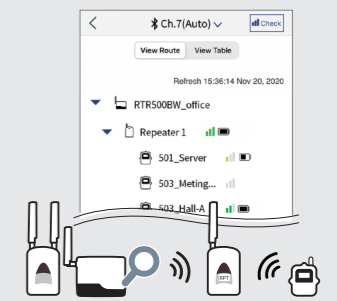 Ch.7(Auto)
Check
View Route View Table
Refresh 15:36:14 Nov 20, 2020
RTR500BW_office
Repeater 1
501_Server
503_Meting...
503_Hall-A
RPT